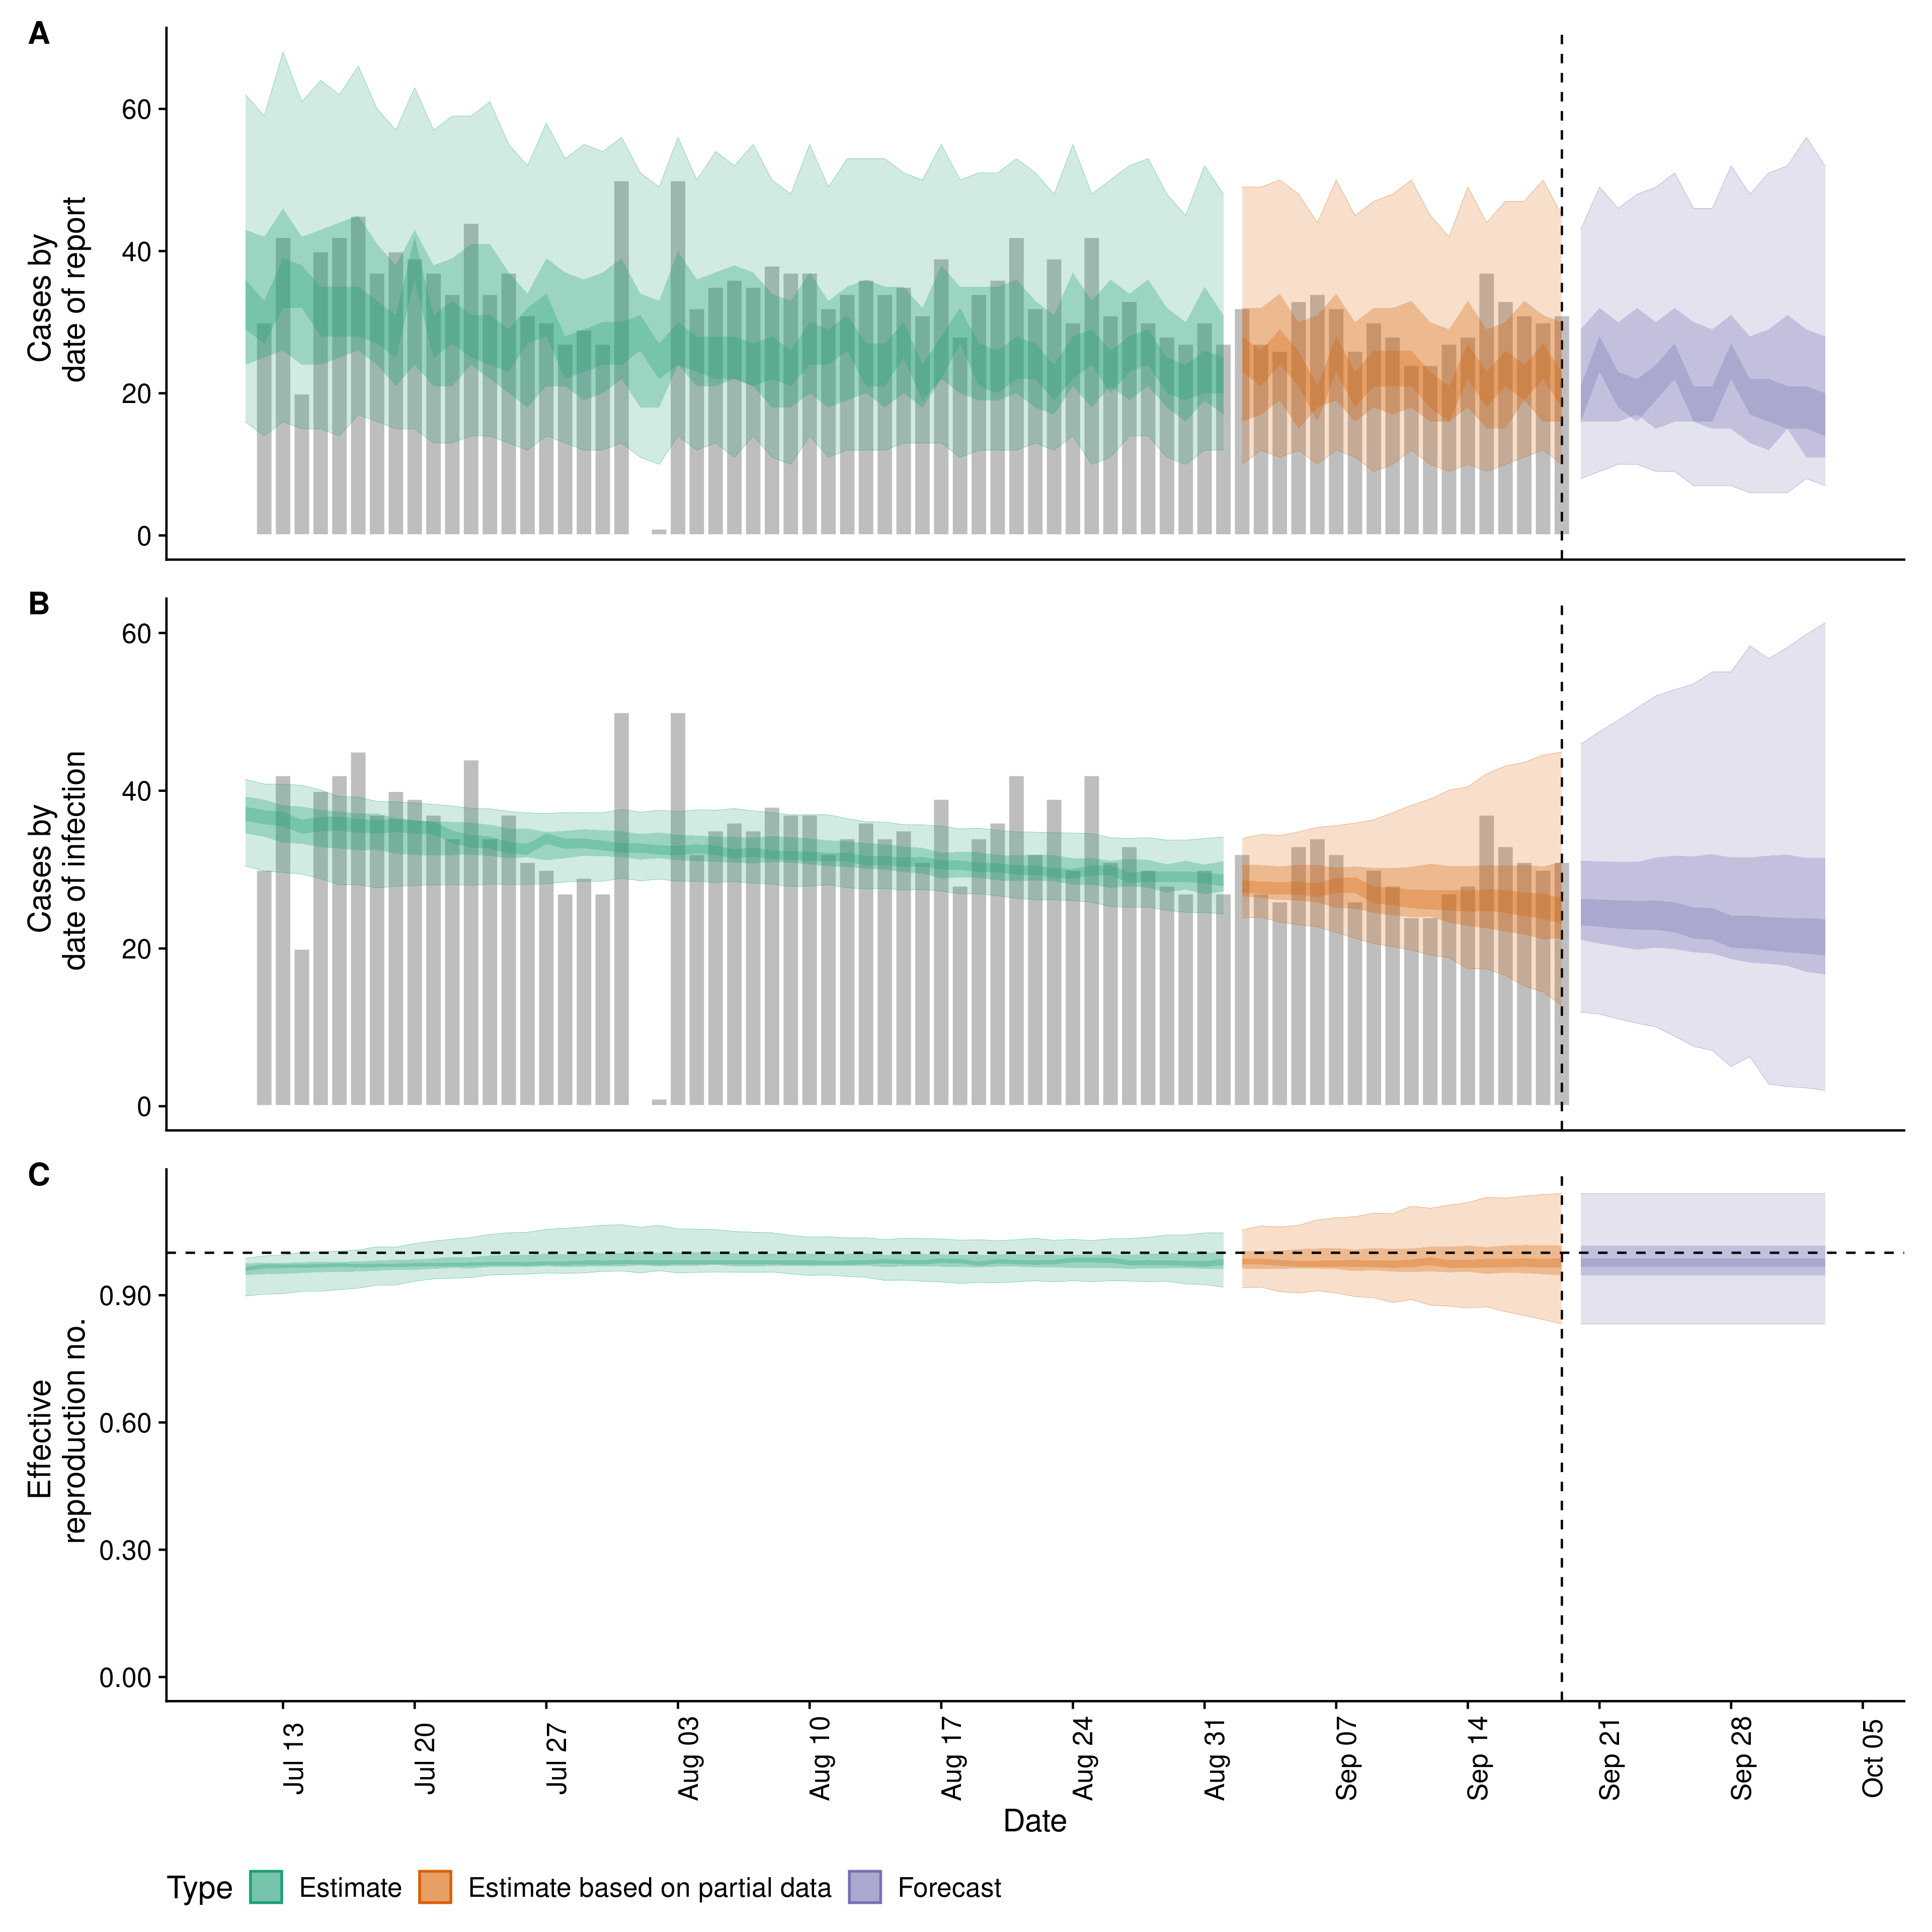 A
Cases by
date of report
60
40
20
0
B
Cases by
date of infection
60
40
20
0
C
Effective
reproduction no.
0.90
0.60
0.30
0.00
Jul 13
Jul 20
Jul 27
Aug 03
Aug 10
Aug 17
Aug 24
Aug 31
Sep 07
Sep 14
Sep 21
Sep 28
Oct 05
Date
Type Estimate Estimate based on partial data Forecast